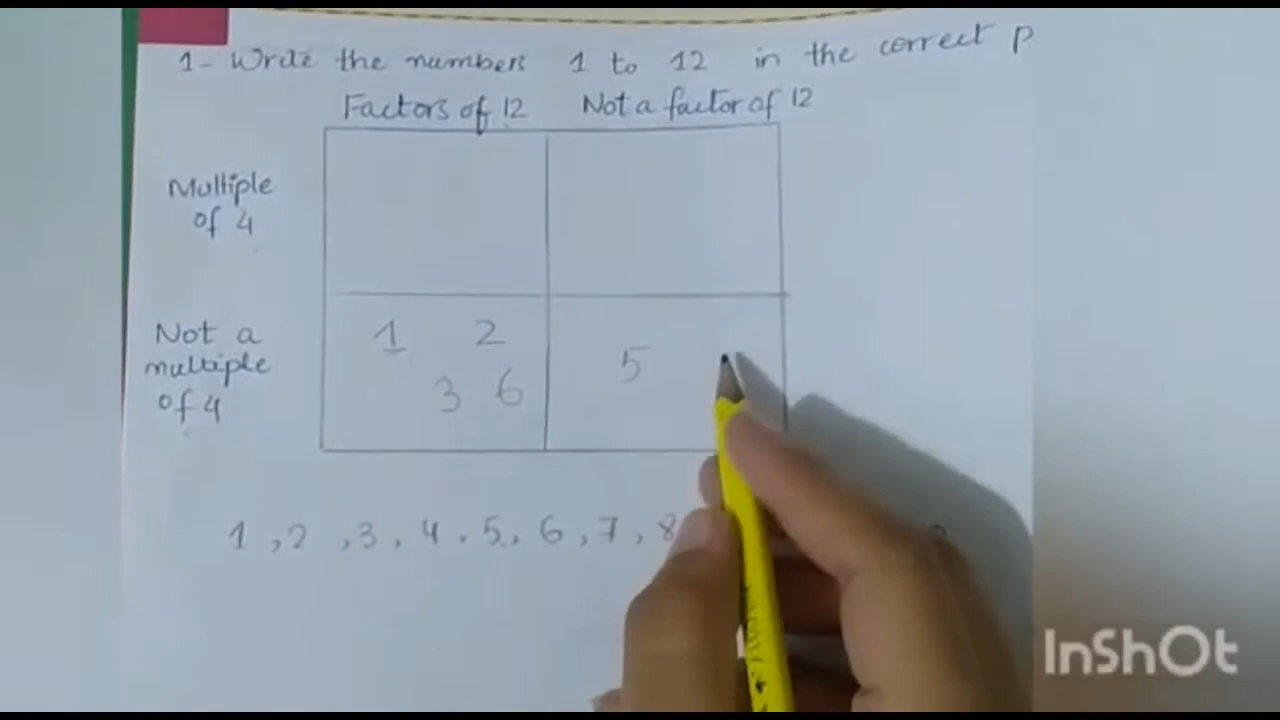 1- Write the numbers 1 to 12 in the correct p
Factors of 12 Not a factor of 12
Multiple
of 4
Not a
multiple
of 4
1 2
3 6
5
1, 2, 3, 4, 5, 6, 7, 8
InShOt